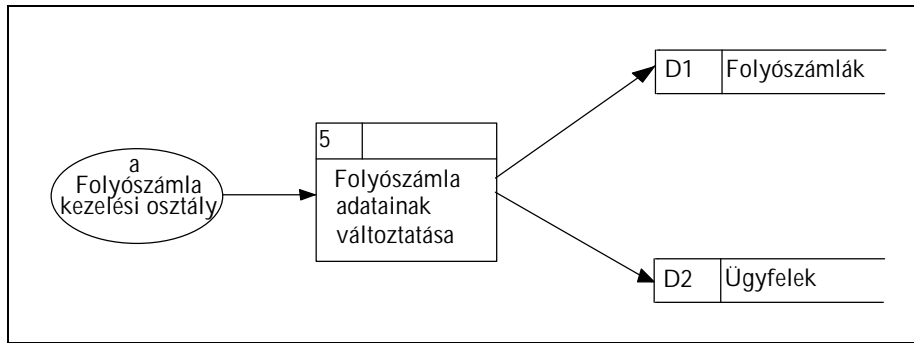 a
Folyószámla
kezelési osztály
5
Folyószámla
adatainak
változtatása
D1 Folyószámlák
D2 Ügyfelek